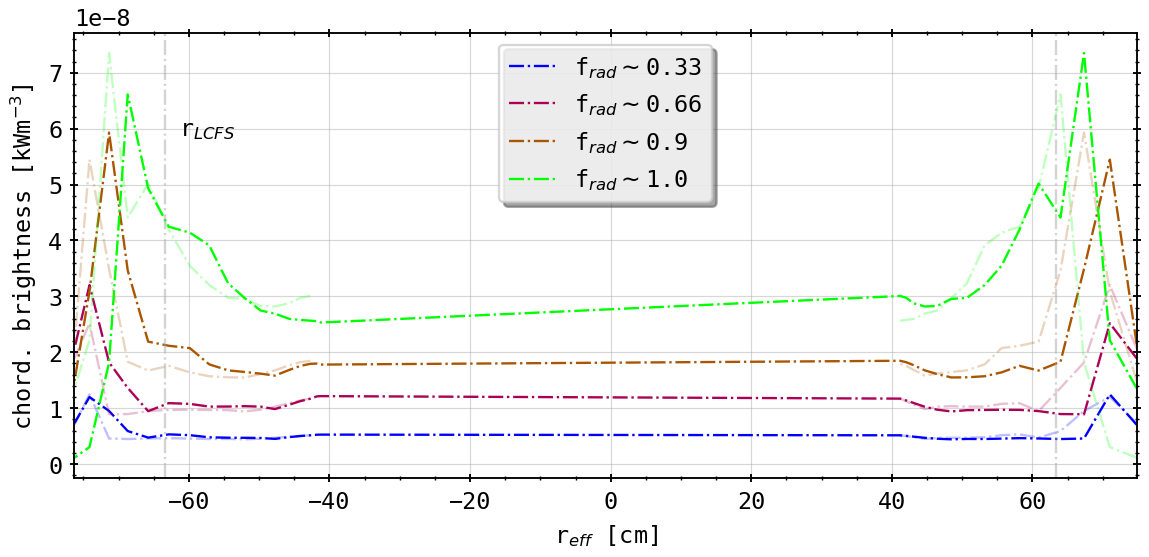 1e−8
chord. brightness [kWm⁻³]
7
6
5
4
3
2
1
0
r_LCFS
f_rad ~ 0.33
f_rad ~ 0.66
f_rad ~ 0.9
f_rad ~ 1.0
−60 −40 −20 0 20 40 60
r_eff [cm]